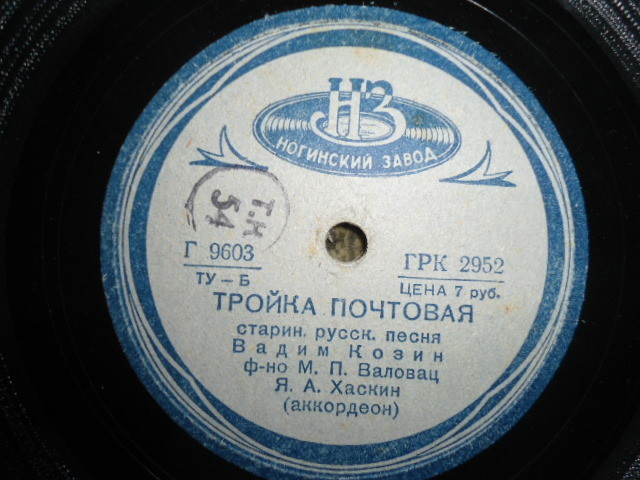 НЗ
НОГИНСКИЙ ЗАВОД
Т.К
54
Г 9603
ГРК 2952
ТУ – Б
ЦЕНА 7 руб.
ТРОЙКА ПОЧТОВАЯ
старин. русск. песня
Вадим Козин
ф-но М. П. Валовац
Я. А. Хаскин
(аккордеон)